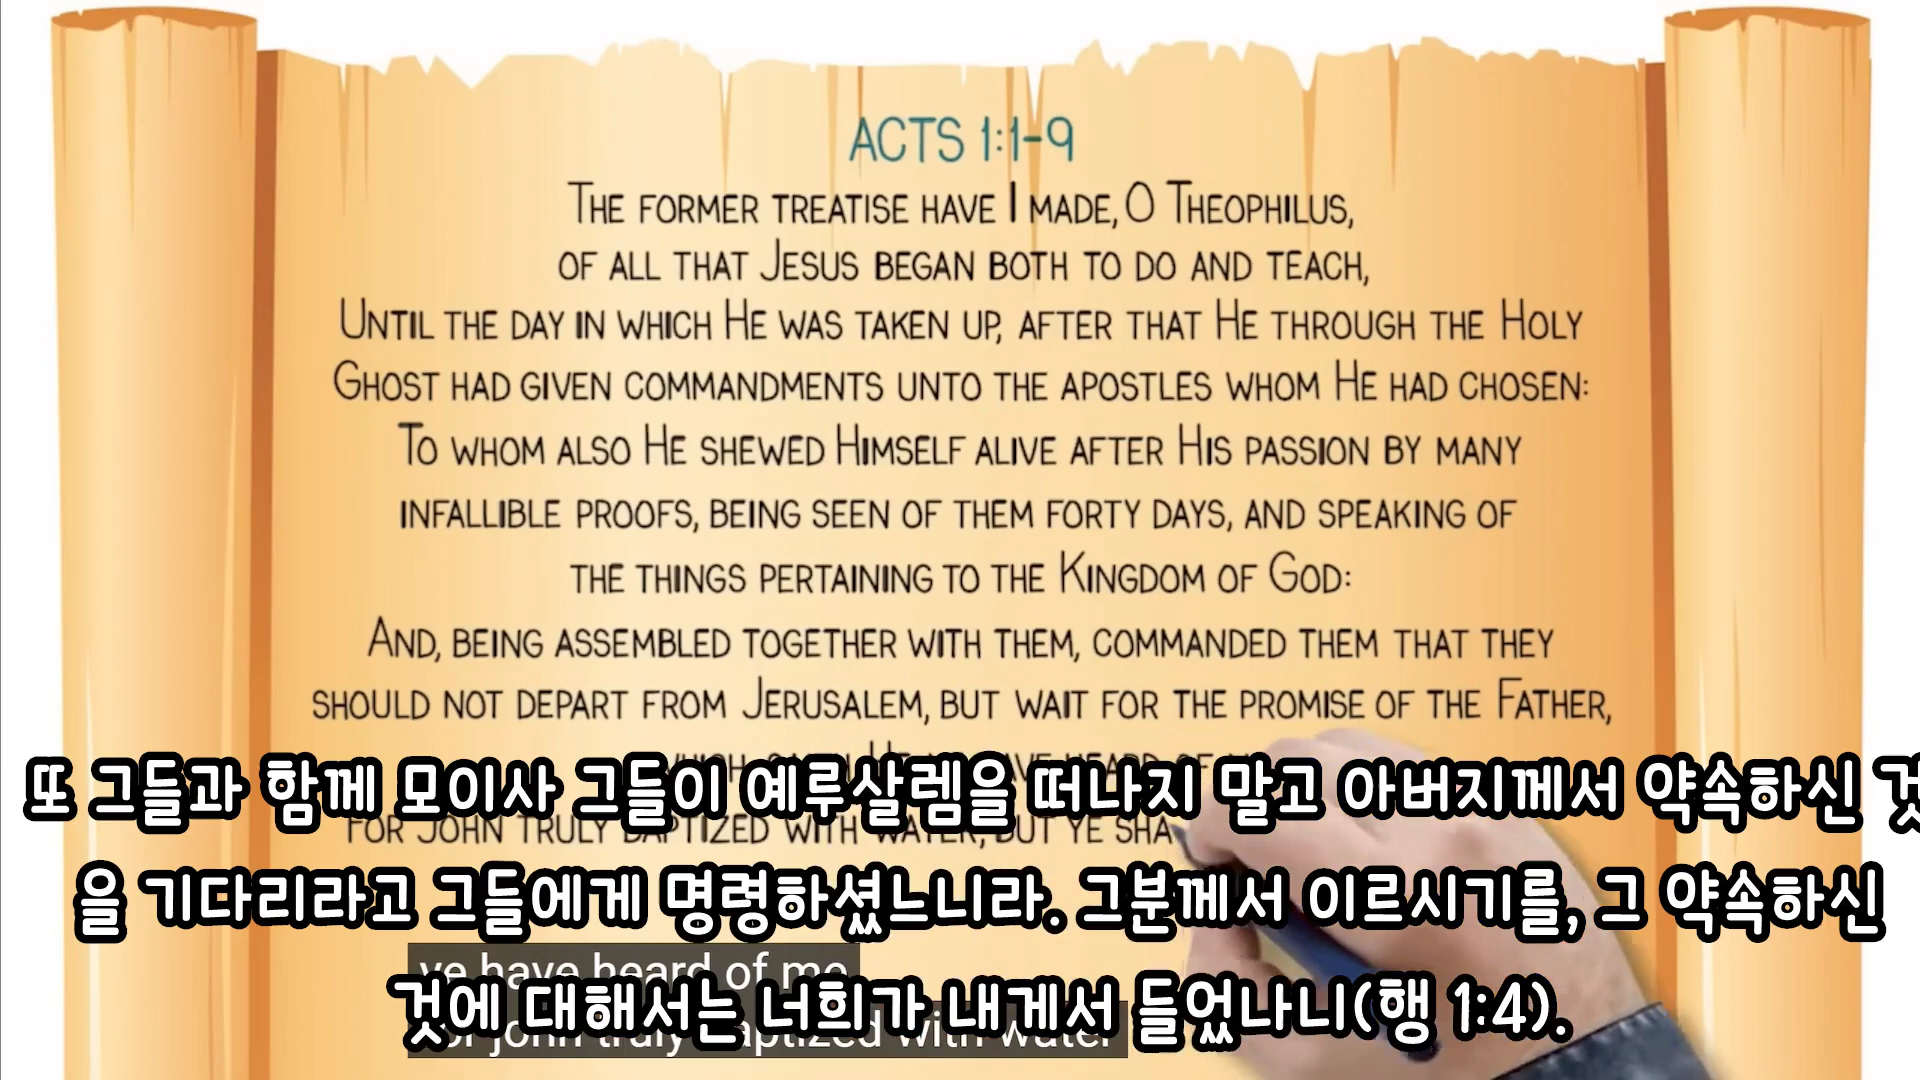 ACTS 1:1-9
THE FORMER TREATISE HAVE I MADE, O THEOPHILUS,
OF ALL THAT JESUS BEGAN BOTH TO DO AND TEACH,
UNTIL THE DAY IN WHICH HE WAS TAKEN UP, AFTER THAT HE THROUGH THE HOLY
GHOST HAD GIVEN COMMANDMENTS UNTO THE APOSTLES WHOM HE HAD CHOSEN:
TO WHOM ALSO HE SHEWED HIMSELF ALIVE AFTER HIS PASSION BY MANY
INFALLIBLE PROOFS, BEING SEEN OF THEM FORTY DAYS, AND SPEAKING OF
THE THINGS PERTAINING TO THE KINGDOM OF GOD:
AND, BEING ASSEMBLED TOGETHER WITH THEM, COMMANDED THEM THAT THEY
SHOULD NOT DEPART FROM JERUSALEM, BUT WAIT FOR THE PROMISE OF THE FATHER,
HEARD OF
또 그들과 함께 모이사 그들이 예루살렘을 떠나지 말고 아버지께서 약속하신 것
FOR JOHN TRULY BAPTIZED WITH WATER, BUT YE SHA
을 기다리라고 그들에게 명령하셨느니라. 그분께서 이르시기를, 그 약속하신
ye have heard of me
것에 대해서는 너희가 내게서 들었나니(행 1:4).
john truly baptized with water